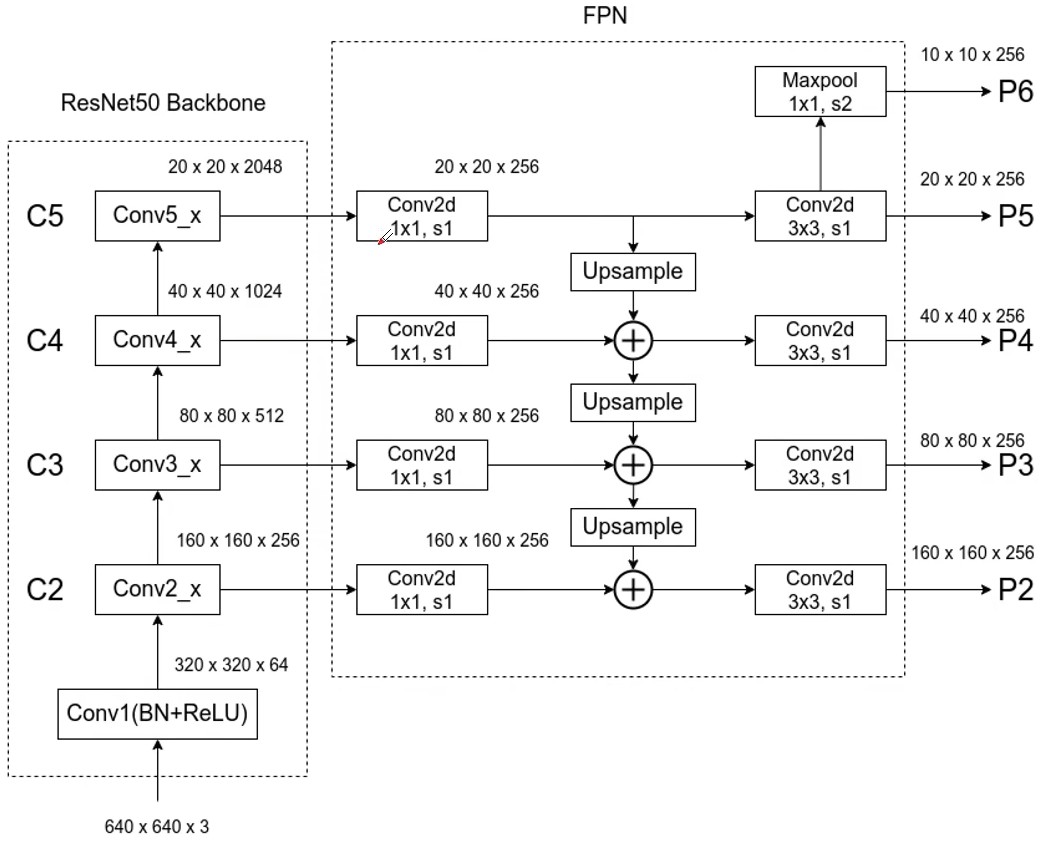 FPN
10 x 10 x 256
Maxpool
1x1, s2
P6
ResNet50 Backbone
20 x 20 x 2048
20 x 20 x 256
20 x 20 x 256
C5
Conv5_x
Conv2d
1x1, s1
Conv2d
3x3, s1
P5
Upsample
40 x 40 x 1024
40 x 40 x 256
40 x 40 x 256
C4
Conv4_x
Conv2d
1x1, s1
Conv2d
3x3, s1
P4
Upsample
80 x 80 x 512
80 x 80 x 256
80 x 80 x 256
C3
Conv3_x
Conv2d
1x1, s1
Conv2d
3x3, s1
P3
Upsample
160 x 160 x 256
160 x 160 x 256
160 x 160 x 256
C2
Conv2_x
Conv2d
1x1, s1
Conv2d
3x3, s1
P2
320 x 320 x 64
Conv1(BN+ReLU)
640 x 640 x 3